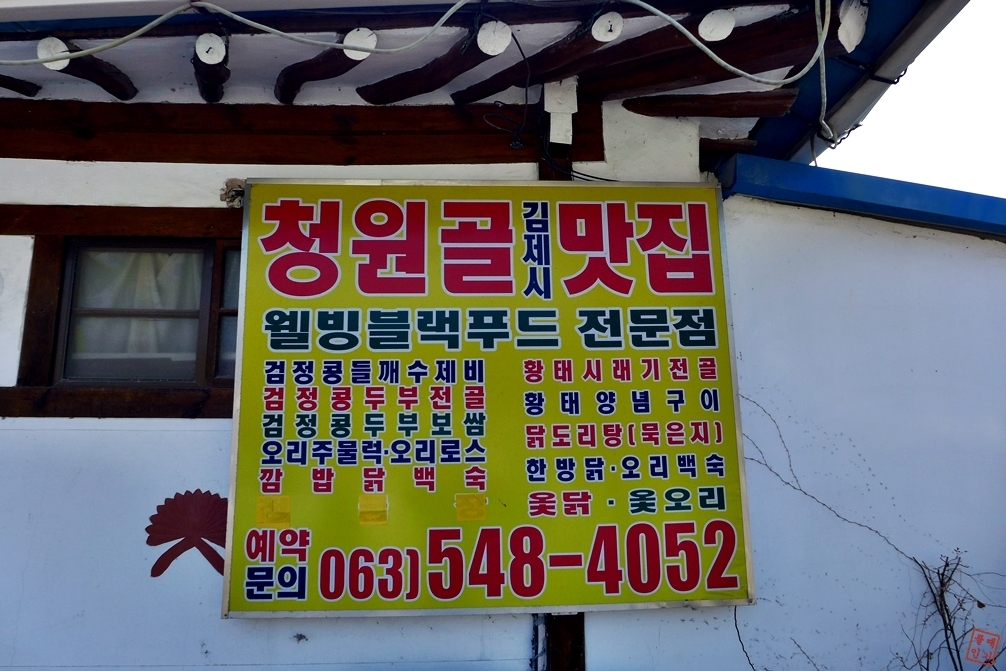 청원골 김제시 맛집
웰빙블랙푸드 전문점
검정콩들깨수제비
검정콩두부전골
검정콩두부보쌈
오리주물럭·오리로스
깜밥닭백숙
황태시래기전골
황태양념구이
닭도리탕(묵은지)
한방닭·오리백숙
옻닭·옻오리
예약문의 063)548-4052